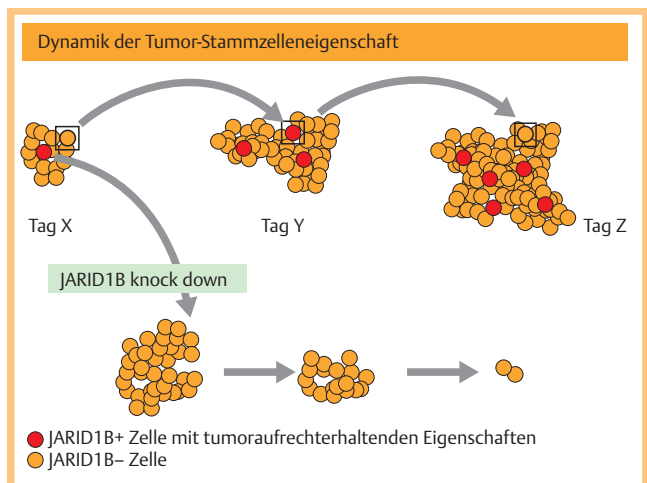 Dynamik der Tumor-Stammzelleneigenschaft
Tag X
Tag Y
Tag Z
JARID1B knock down
JARID1B+ Zelle mit tumoraufrechterhaltenden Eigenschaften
JARID1B– Zelle